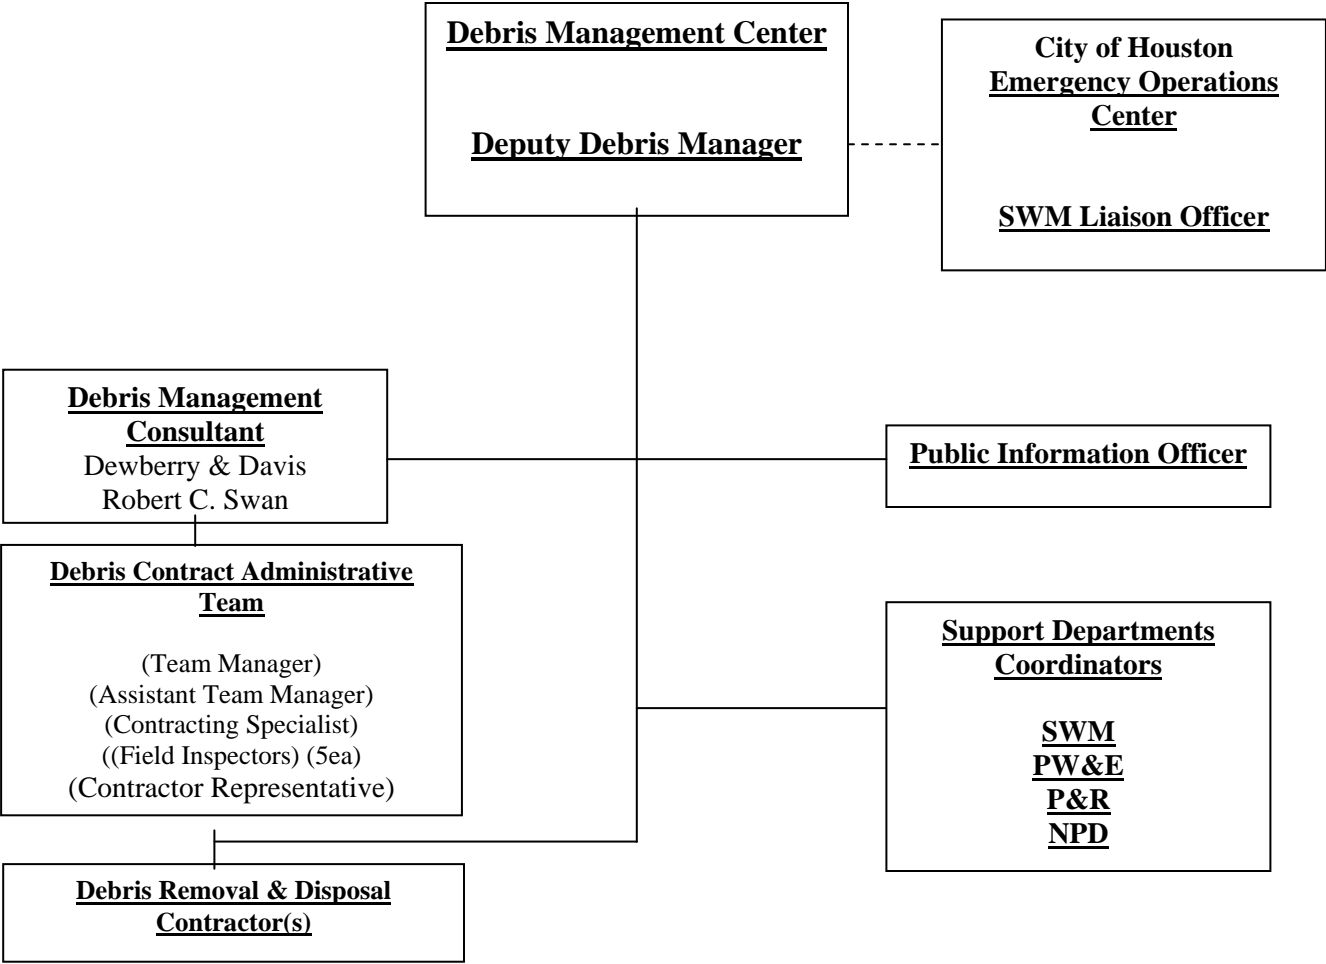 Debris Management Center
Deputy Debris Manager
City of Houston
Emergency Operations
Center
SWM Liaison Officer
Debris Management
Consultant
Dewberry & Davis
Robert C. Swan
Public Information Officer
Debris Contract Administrative
Team
(Team Manager)
(Assistant Team Manager)
(Contracting Specialist)
((Field Inspectors) (5ea)
(Contractor Representative)
Support Departments
Coordinators
SWM
PW&E
P&R
NPD
Debris Removal & Disposal
Contractor(s)